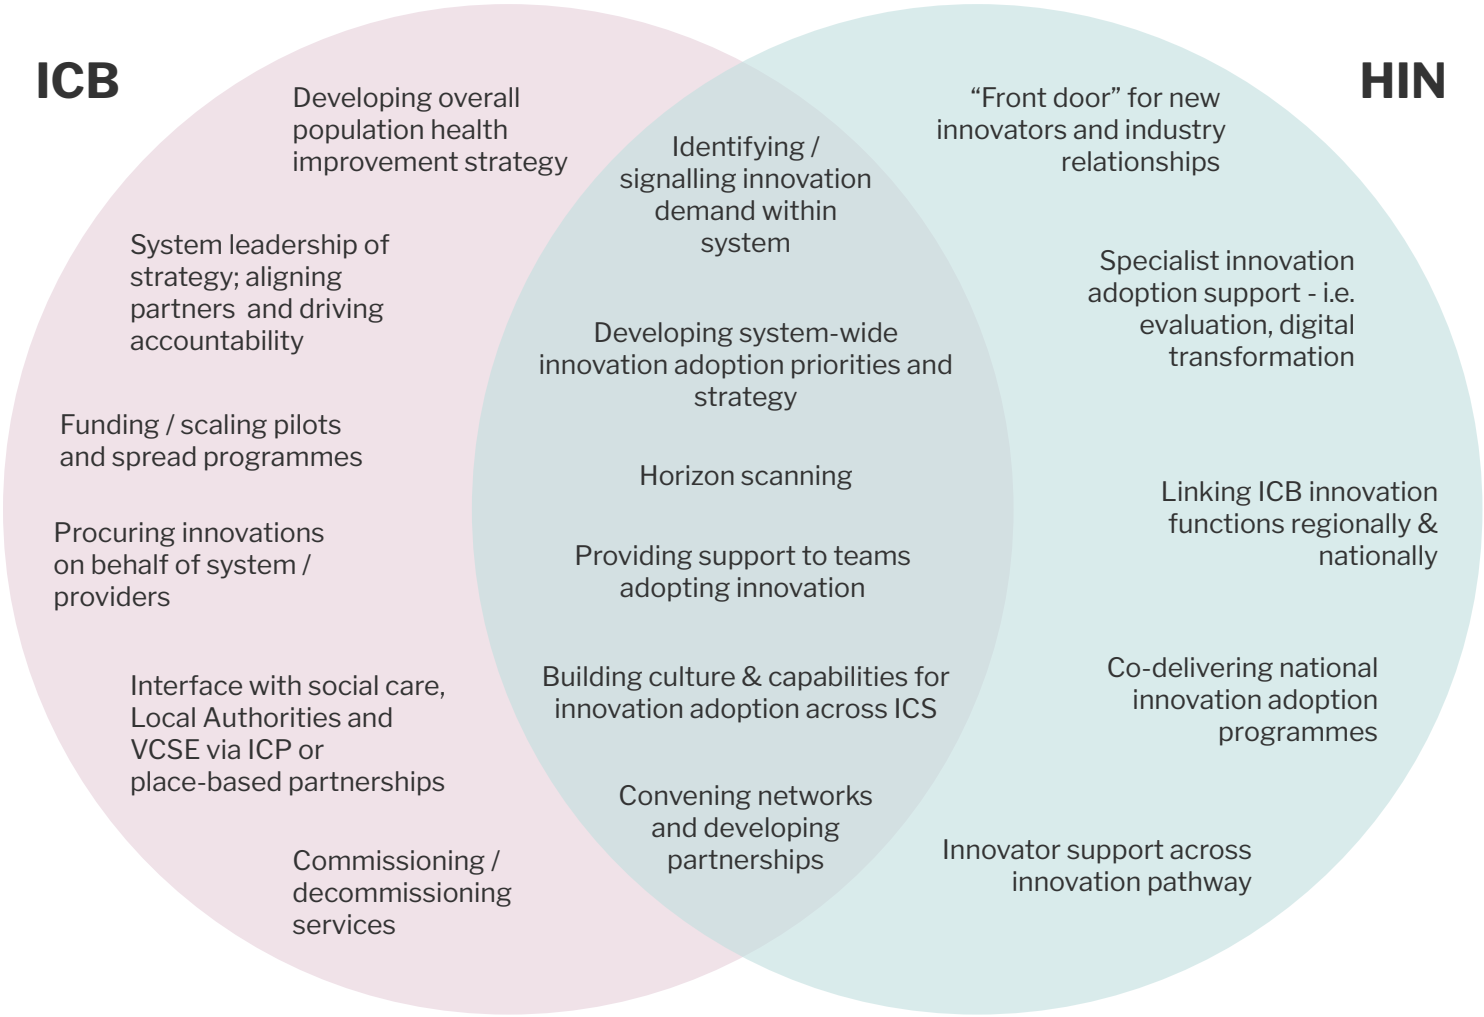 ICB
Developing overall
population health
improvement strategy
System leadership of
strategy; aligning
partners  and driving
accountability
Funding / scaling pilots
and spread programmes
Procuring innovations
on behalf of system /
providers
Interface with social care,
Local Authorities and
VCSE via ICP or
place-based partnerships
Commissioning /
decommissioning
services
Identifying /
signalling innovation
demand within
system
Developing system-wide
innovation adoption priorities and
strategy
Horizon scanning
Providing support to teams
adopting innovation
Building culture & capabilities for
innovation adoption across ICS
Convening networks
and developing
partnerships
HIN
“Front door” for new
innovators and industry
relationships
Specialist innovation
adoption support - i.e.
evaluation, digital
transformation
Linking ICB innovation
functions regionally &
nationally
Co-delivering national
innovation adoption
programmes
Innovator support across
innovation pathway